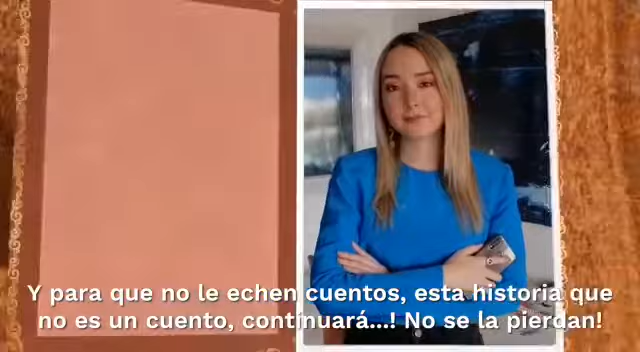 Y para que no le echen cuentos, esta historia que
no es un cuento, continuará...! No se la pierdan!